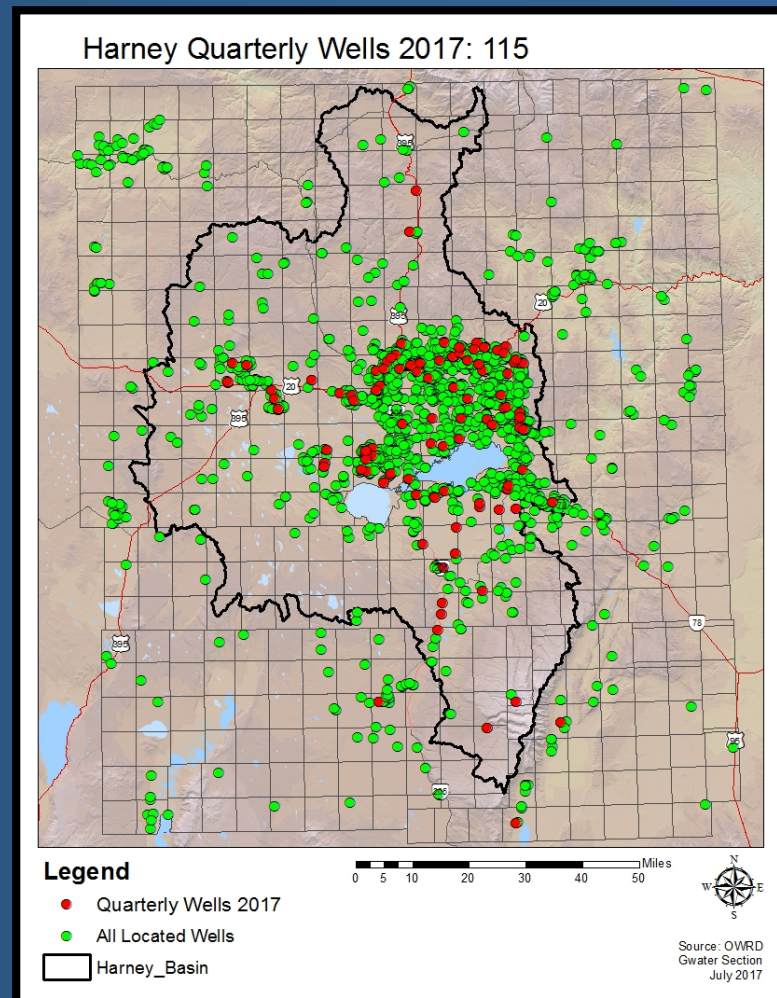 Harney Quarterly Wells 2017: 115
395
20
395
20
395
78
395
95
205
Legend
Quarterly Wells 2017
All Located Wells
Harney_Basin
0 5 10 20 30 40 50 Miles
N
W E
S
Source: OWRD
Gwater Section
July 2017